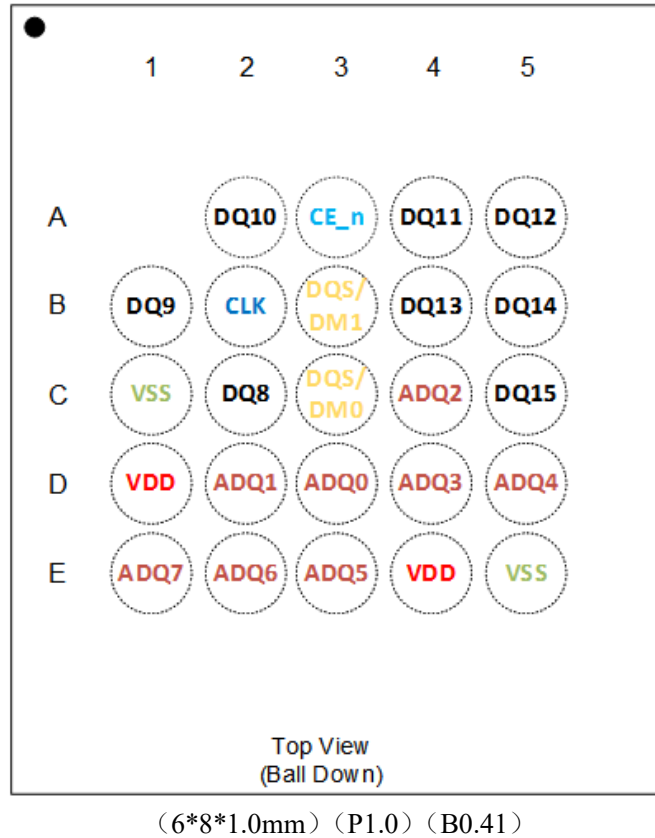 1 2 3 4 5
A DQ10 CE_n DQ11 DQ12
B DQ9 CLK DQS/DM1 DQ13 DQ14
C VSS DQ8 DQS/DM0 ADQ2 DQ15
D VDD ADQ1 ADQ0 ADQ3 ADQ4
E ADQ7 ADQ6 ADQ5 VDD VSS
Top View
(Ball Down)
（6*8*1.0mm）（P1.0）（B0.41）